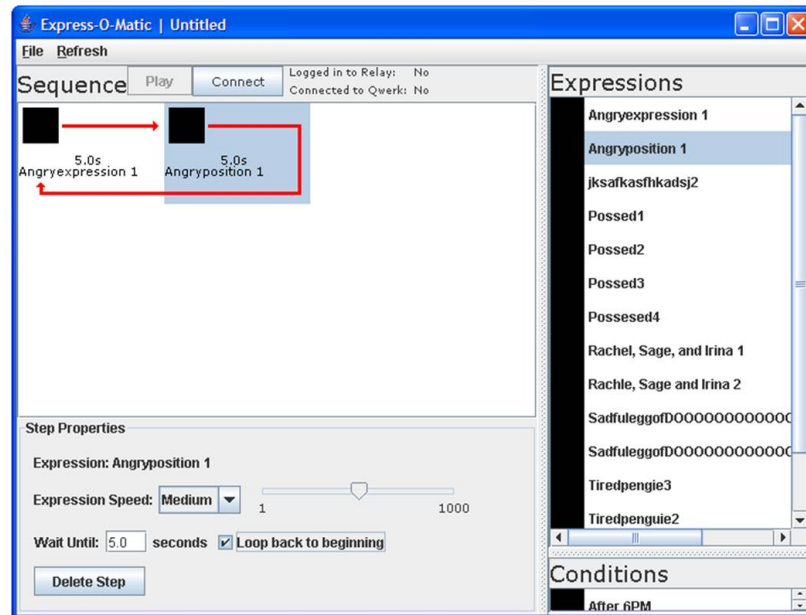 Express-O-Matic | Untitled
File Refresh
Sequence Play Connect Logged in to Relay: No
Connected to Qwerk: No
5.0s
Angryexpression 1
5.0s
Angryposition 1
Step Properties
Expression: Angryposition 1
Expression Speed: Medium 1 1000
Wait Until: 5.0 seconds Loop back to beginning
Delete Step
Expressions
Angryexpression 1
Angryposition 1
jksafkasfhkadsj2
Possed1
Possed2
Possed3
Possesed4
Rachel, Sage, and Irina 1
Rachle, Sage and Irina 2
SadfuleggofDOOOOOOOOOOOOC
SadfuleggofDOOOOOOOOOOOOC
Tiredpengie3
Tiredpenguie2
Conditions
After 6PM